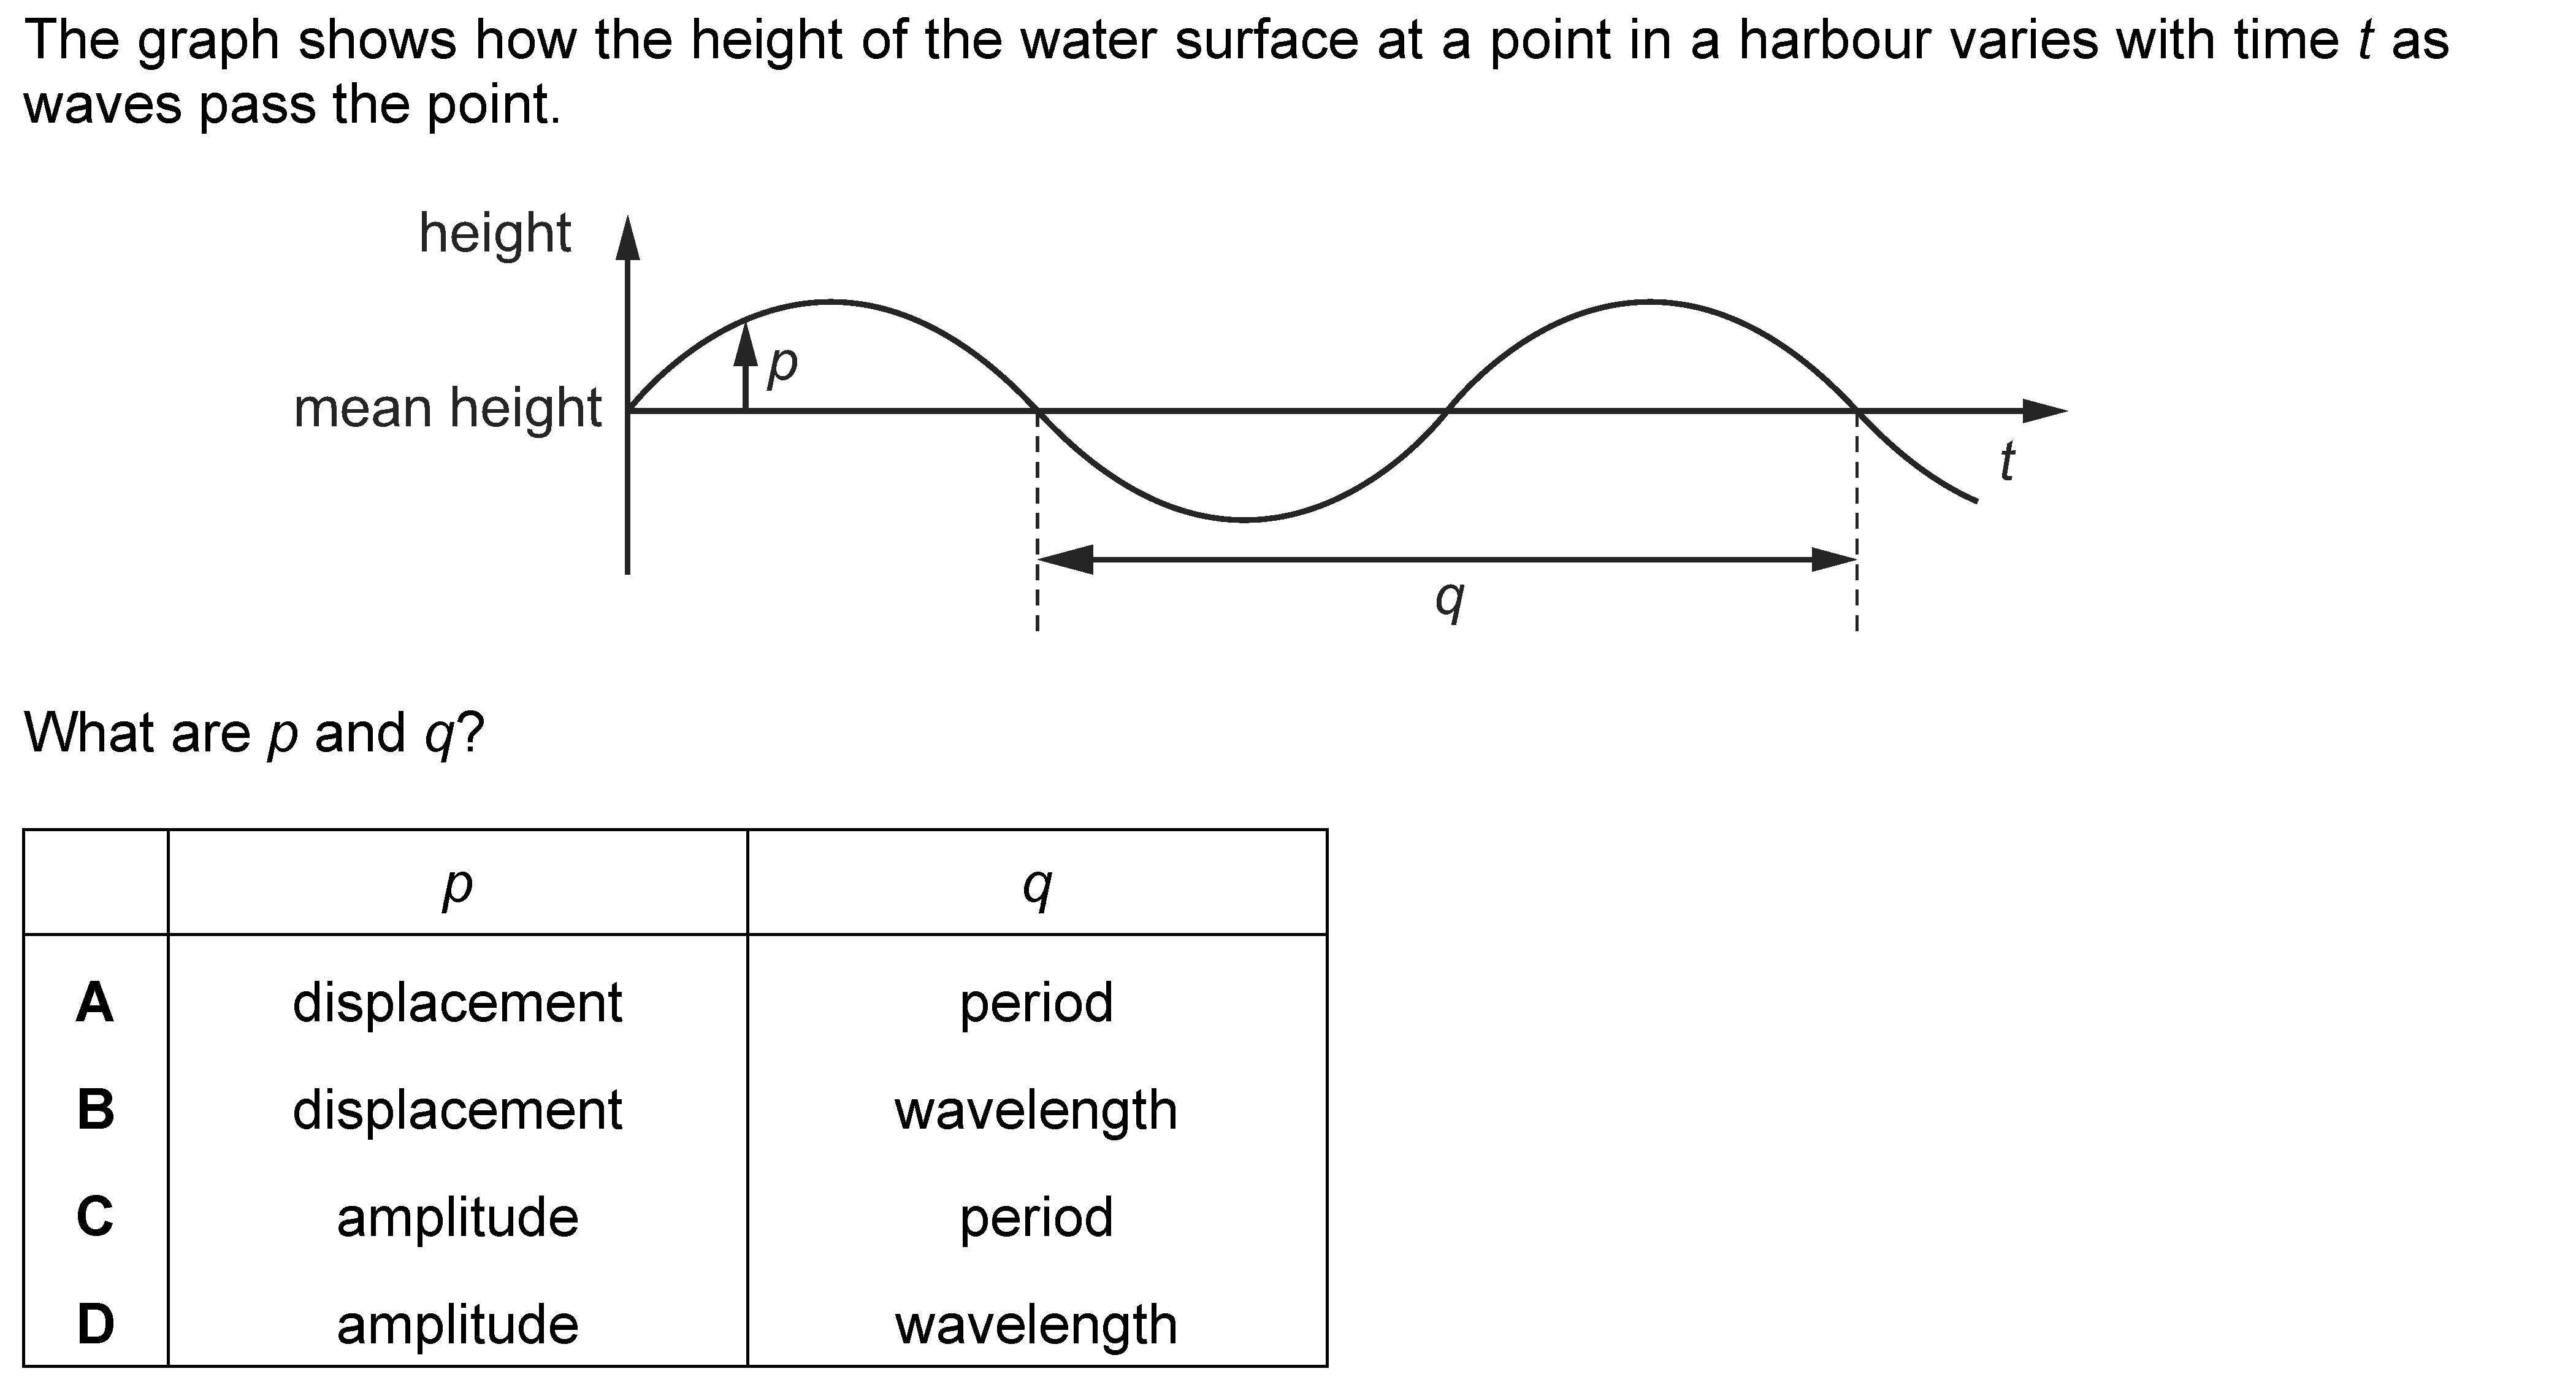 The graph shows how the height of the water surface at a point in a harbour varies with time t as
waves pass the point.
height
p
mean height
t
q
What are p and q?
p q
A displacement period
B displacement wavelength
C amplitude period
D amplitude wavelength